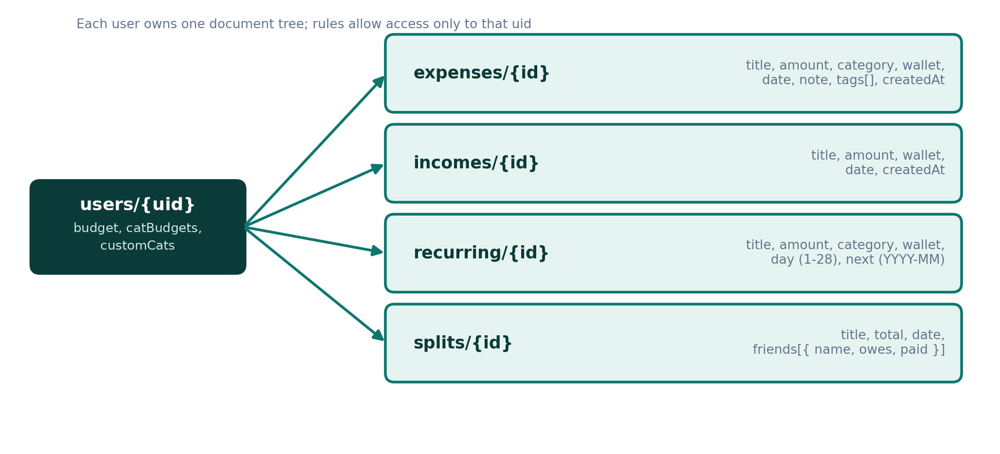 Each user owns one document tree; rules allow access only to that uid
users/{uid}
budget, catBudgets,
customCats
expenses/{id}
title, amount, category, wallet,
date, note, tags[], createdAt
incomes/{id}
title, amount, wallet,
date, createdAt
recurring/{id}
title, amount, category, wallet,
day (1-28), next (YYYY-MM)
splits/{id}
title, total, date,
friends[{ name, owes, paid }]